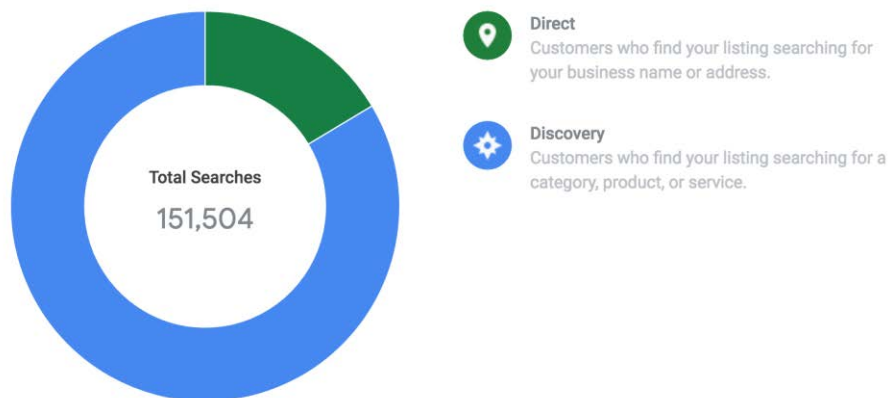 Total Searches
151,504
Direct
Customers who find your listing searching for
your business name or address.
Discovery
Customers who find your listing searching for a
category, product, or service.